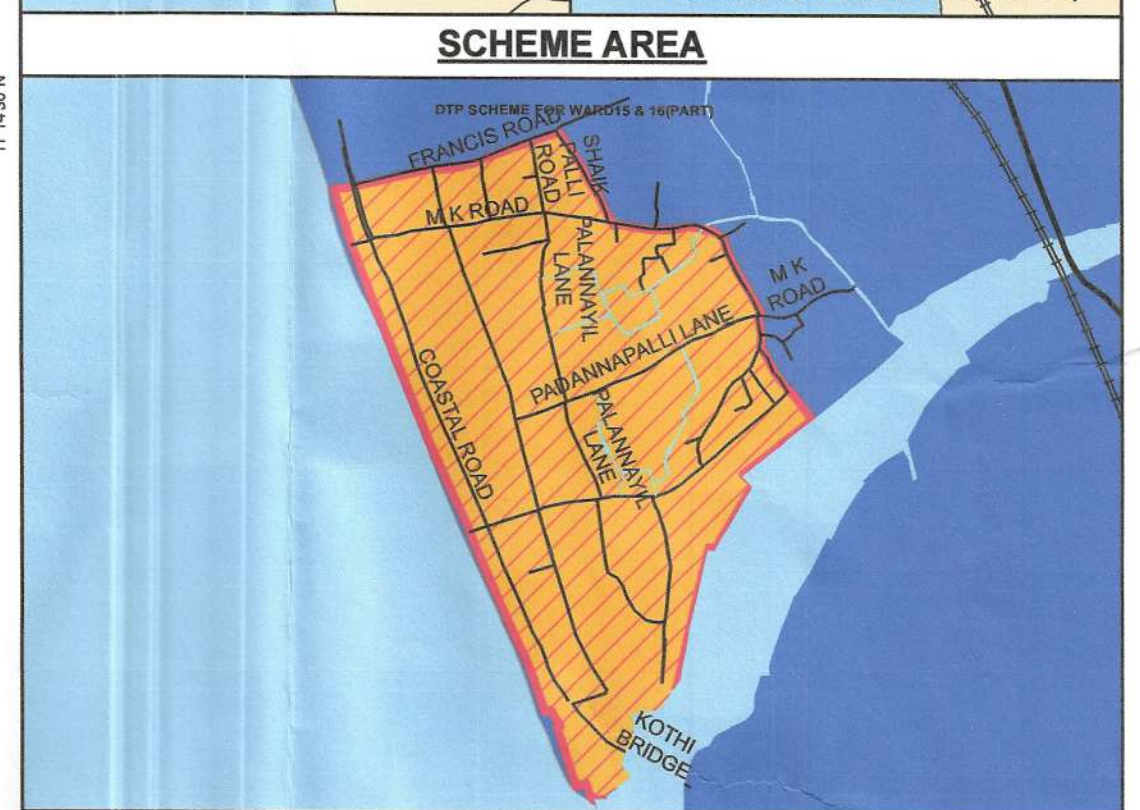 SCHEME AREA
DTP SCHEME FOR WARD15 & 16(PART)
FRANCIS ROAD
SHAIK
PALLI
ROAD
M K ROAD
PALANNAYIL
LANE
M K
ROAD
PADANNAPALLI LANE
COASTAL ROAD
PALANNAYIL
LANE
KOTHI
BRIDGE